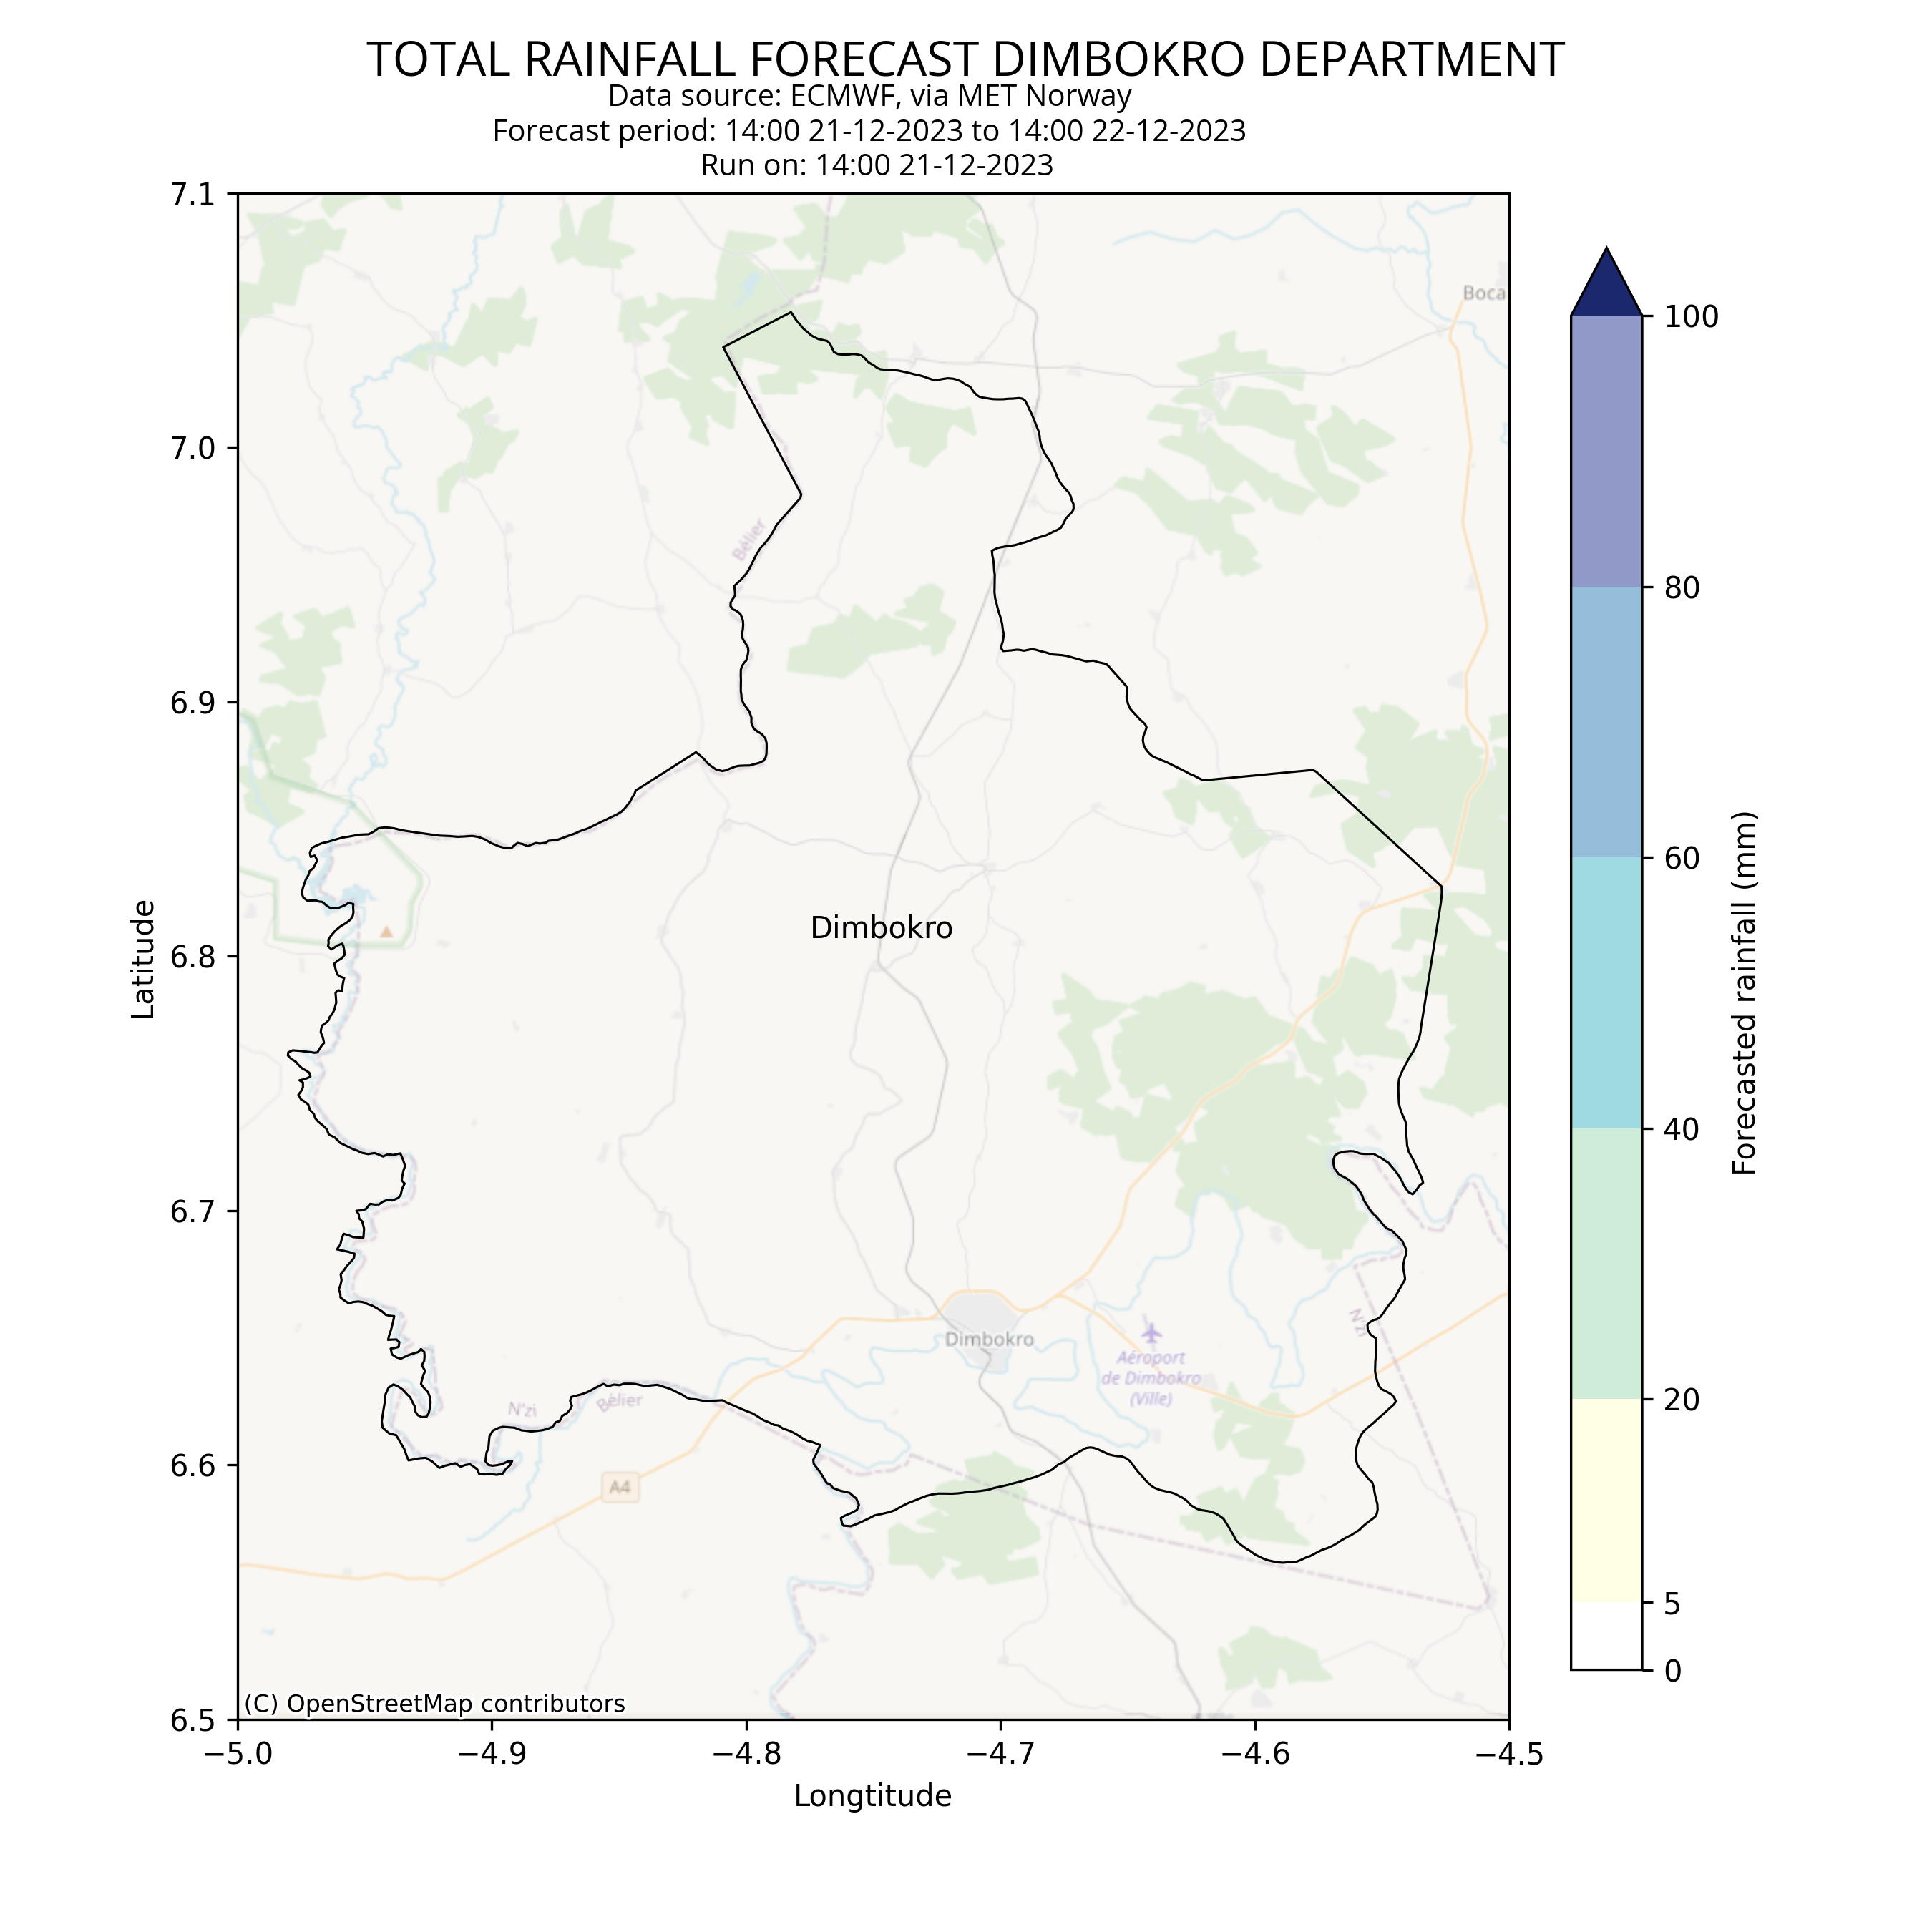 TOTAL RAINFALL FORECAST DIMBOKRO DEPARTMENT
Data source: ECMWF, via MET Norway
Forecast period: 14:00 21-12-2023 to 14:00 22-12-2023
Run on: 14:00 21-12-2023
7.1
7.0
6.9
6.8
6.7
6.6
6.5
Latitude
Boca
Bélier
Dimbokro
Dimbokro
Aéroport
de Dimbokro
(Ville)
N'zi
N'zi
Bélier
A4
(C) OpenStreetMap contributors
−5.0
−4.9
−4.8
−4.7
−4.6
−4.5
Longtitude
100
80
60
40
20
5
0
Forecasted rainfall (mm)